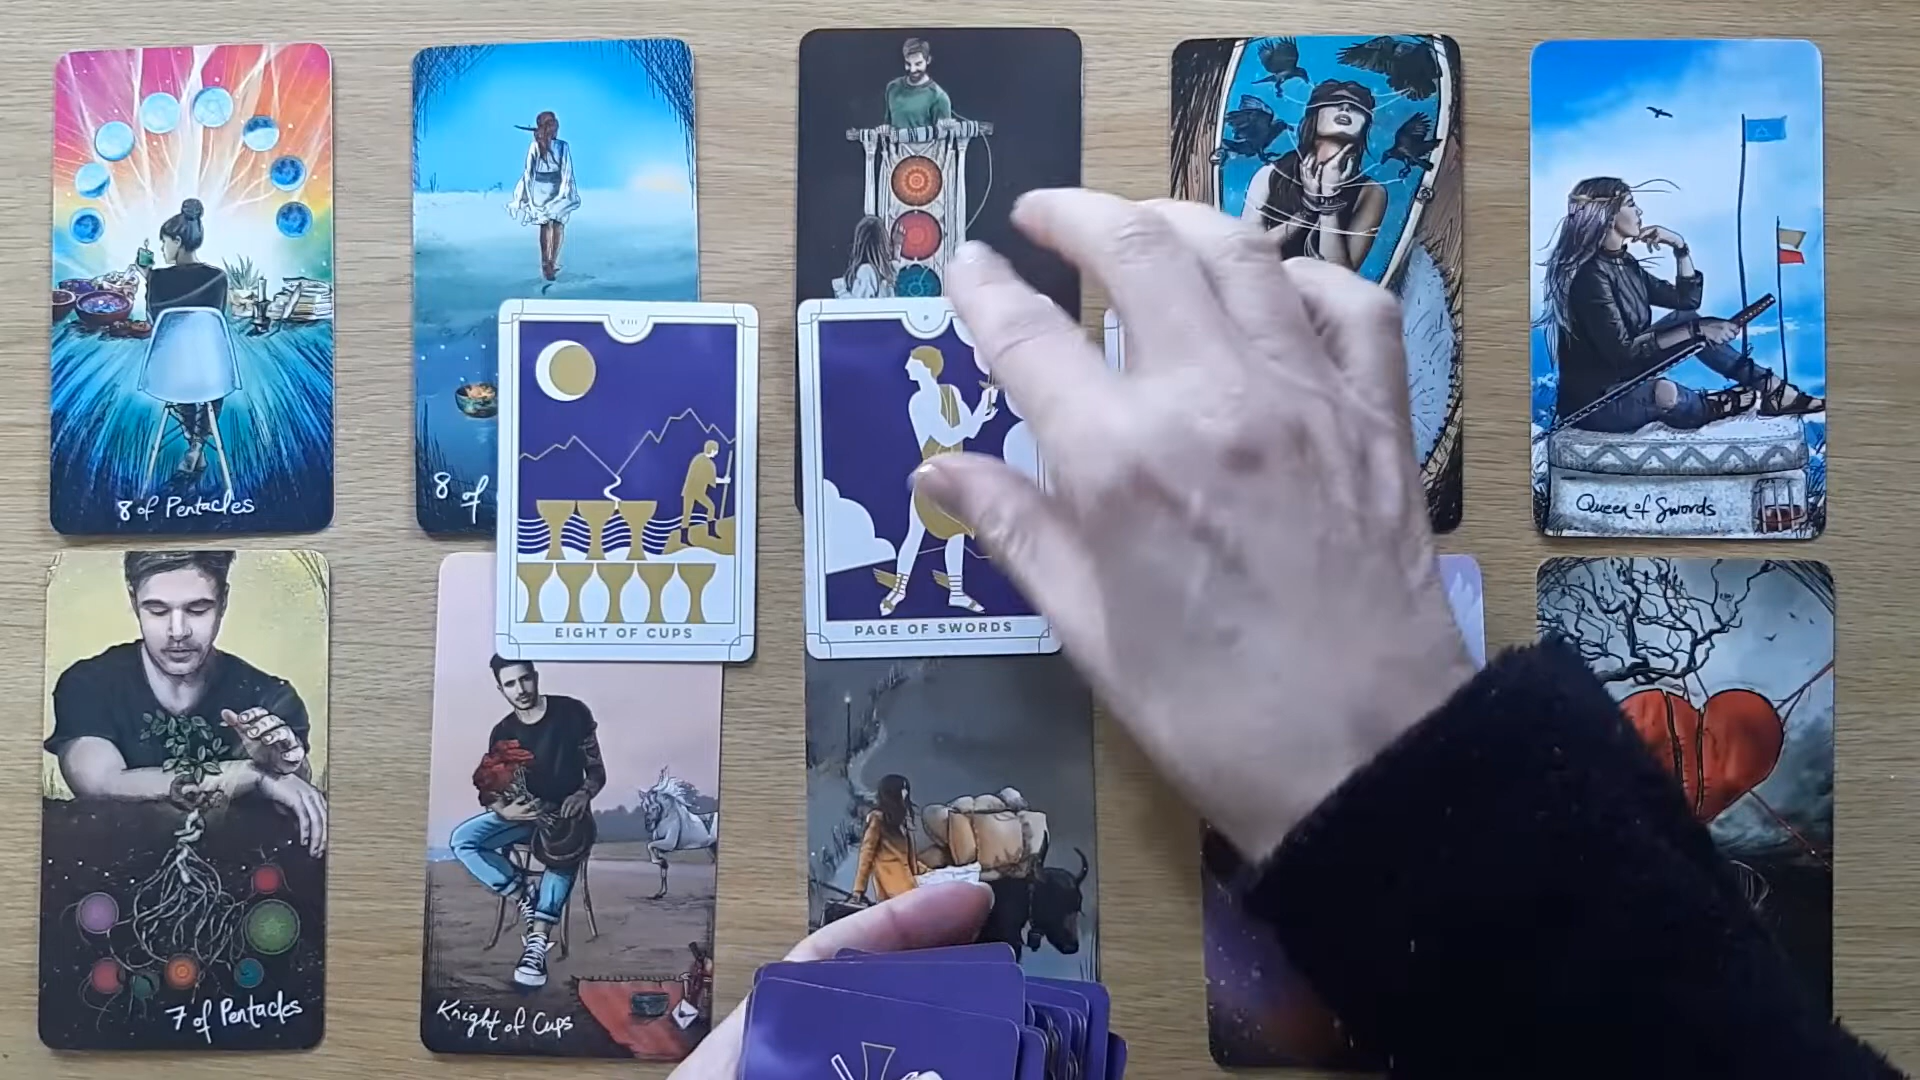 8 of Pentacles
8 of
VIII
EIGHT OF CUPS
P
PAGE OF SWORDS
Queen of Swords
7 of Pentacles
Knight of Cups